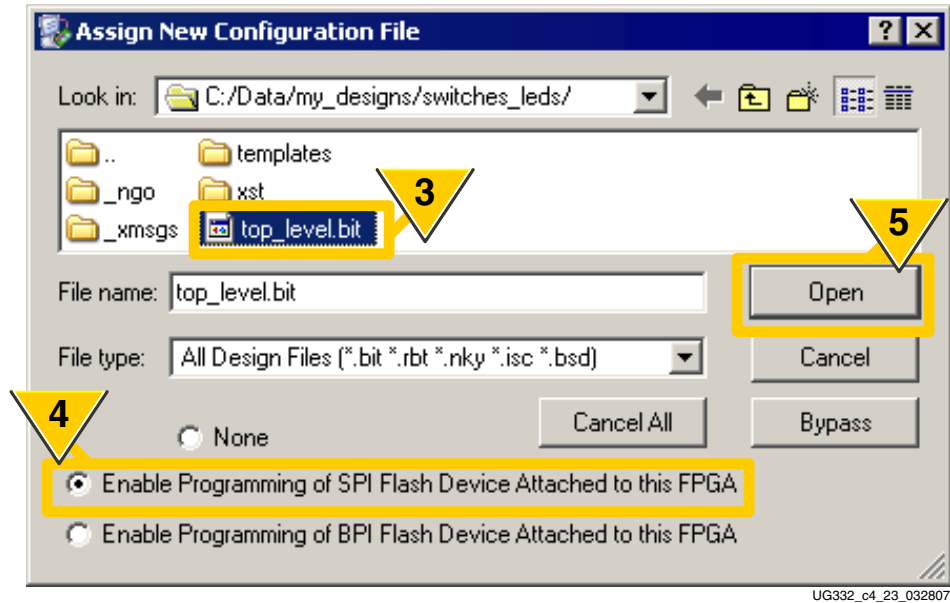 Assign New Configuration File
Look in: C:/Data/my_designs/switches_leds/
.. templates
_ngo xst
3
_xmsgs top_level.bit
5
File name: top_level.bit Open
File type: All Design Files (*.bit *.rbt *.nky *.isc *.bsd) Cancel
4
None Cancel All Bypass
Enable Programming of SPI Flash Device Attached to this FPGA
Enable Programming of BPI Flash Device Attached to this FPGA
UG332_c4_23_032807